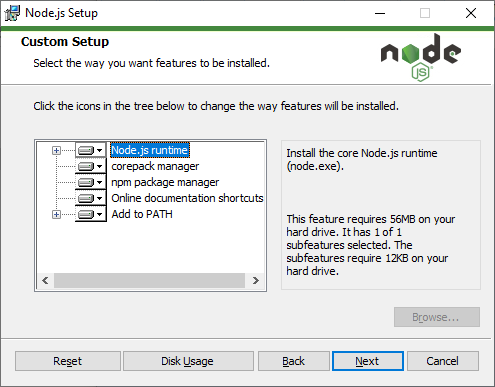 Node.js Setup
Custom Setup
Select the way you want features to be installed.
node
JS
Click the icons in the tree below to change the way features will be installed.
Node.js runtime
corepack manager
npm package manager
Online documentation shortcuts
Add to PATH
Install the core Node.js runtime
(node.exe).
This feature requires 56MB on your
hard drive. It has 1 of 1
subfeatures selected. The
subfeatures require 12KB on your
hard drive.
Browse...
Reset
Disk Usage
Back
Next
Cancel